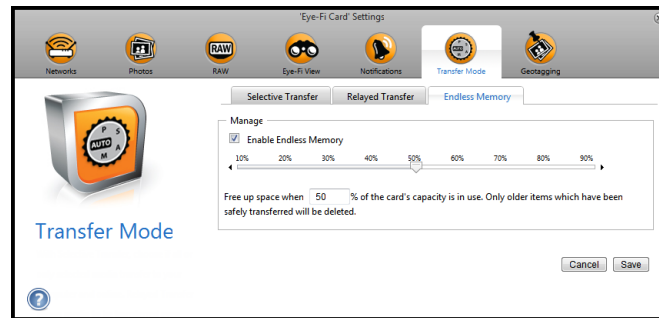 'Eye-Fi Card' Settings
RAW
AUTO
Networks Photos RAW Eye-Fi View Notifications Transfer Mode Geotagging
Selective Transfer Relayed Transfer Endless Memory
Manage
Enable Endless Memory
10% 20% 30% 40% 50% 60% 70% 80% 90%
P S
AUTO A
M
Free up space when 50 % of the card's capacity is in use. Only older items which have been
safely transferred will be deleted.
Transfer Mode
Cancel Save
?